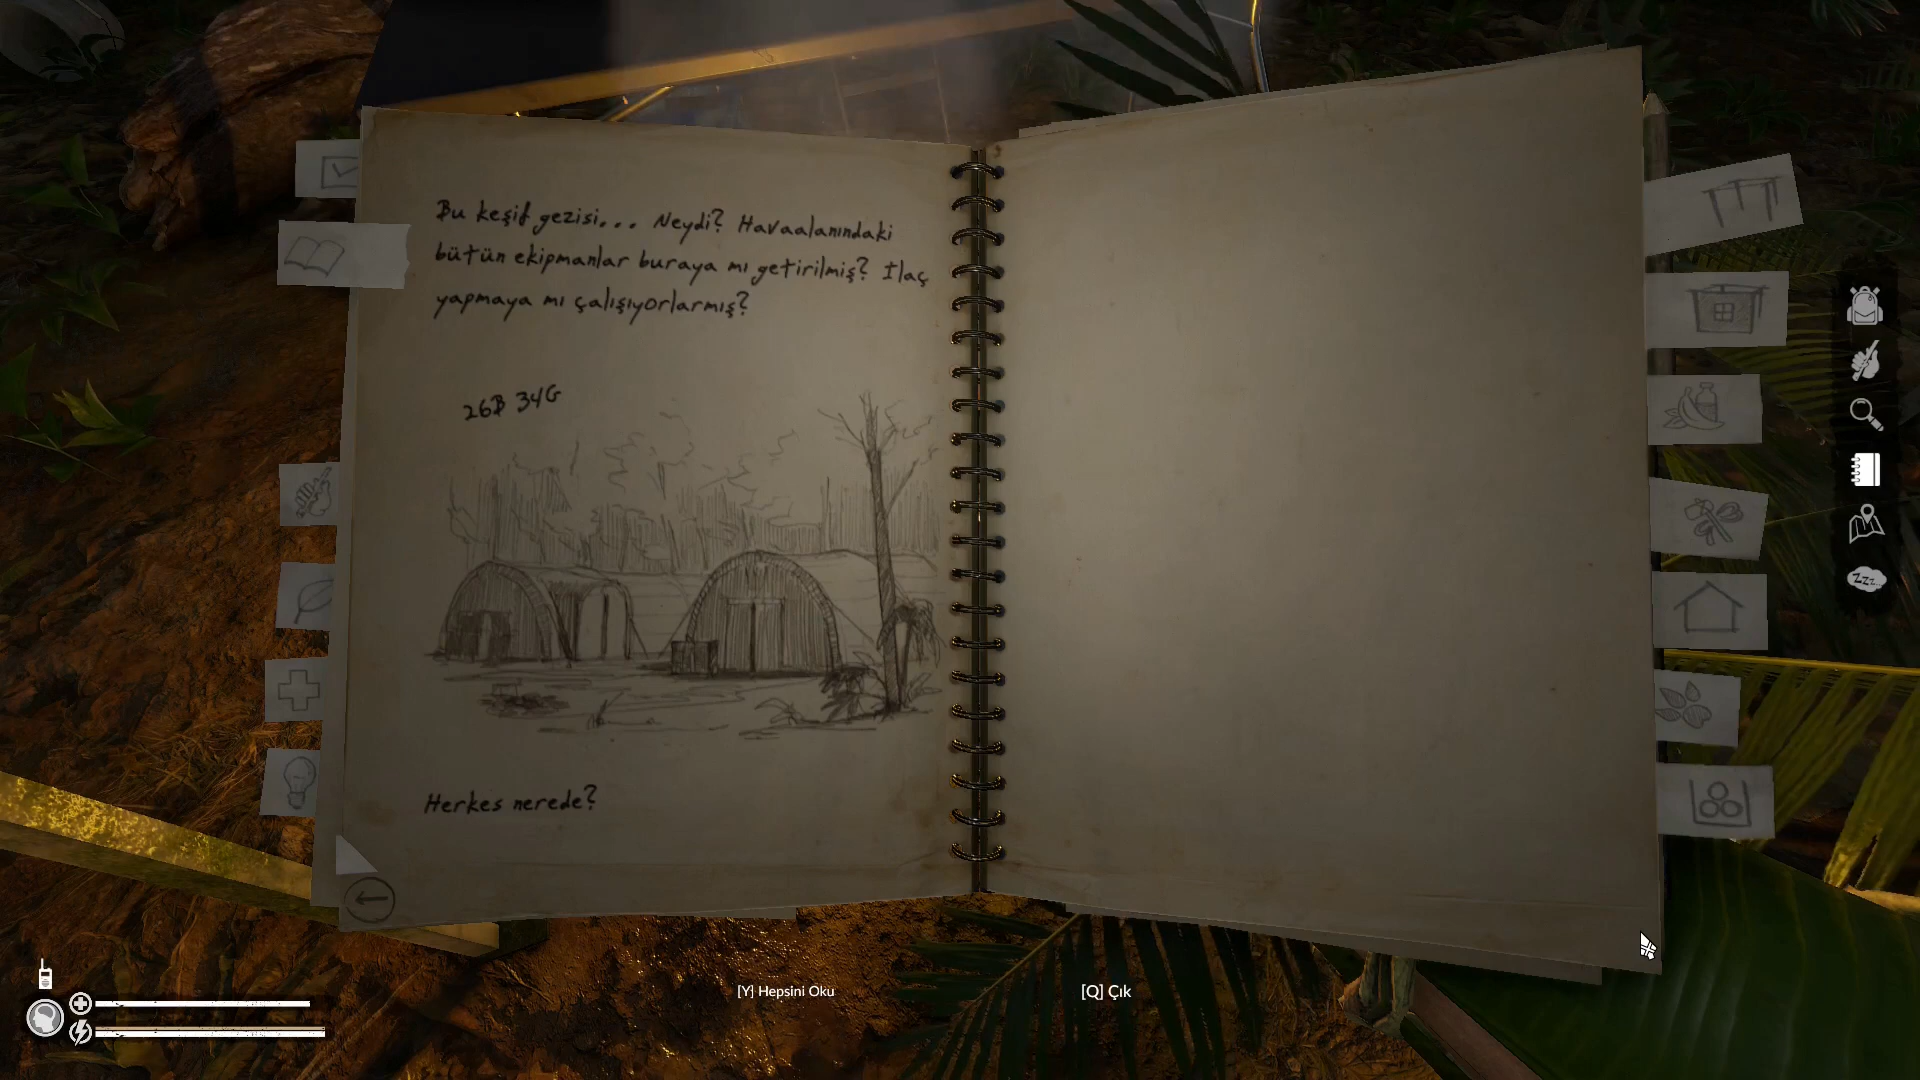 Bu keşif gezisi... Neydi? Havaalanındaki
bütün ekipmanlar buraya mı getirilmiş? İlaç
yapmaya mı çalışıyorlarmış?
26B 34G
Herkes nerede?
[Y] Hepsini Oku
[Q] Çık
Zzz..